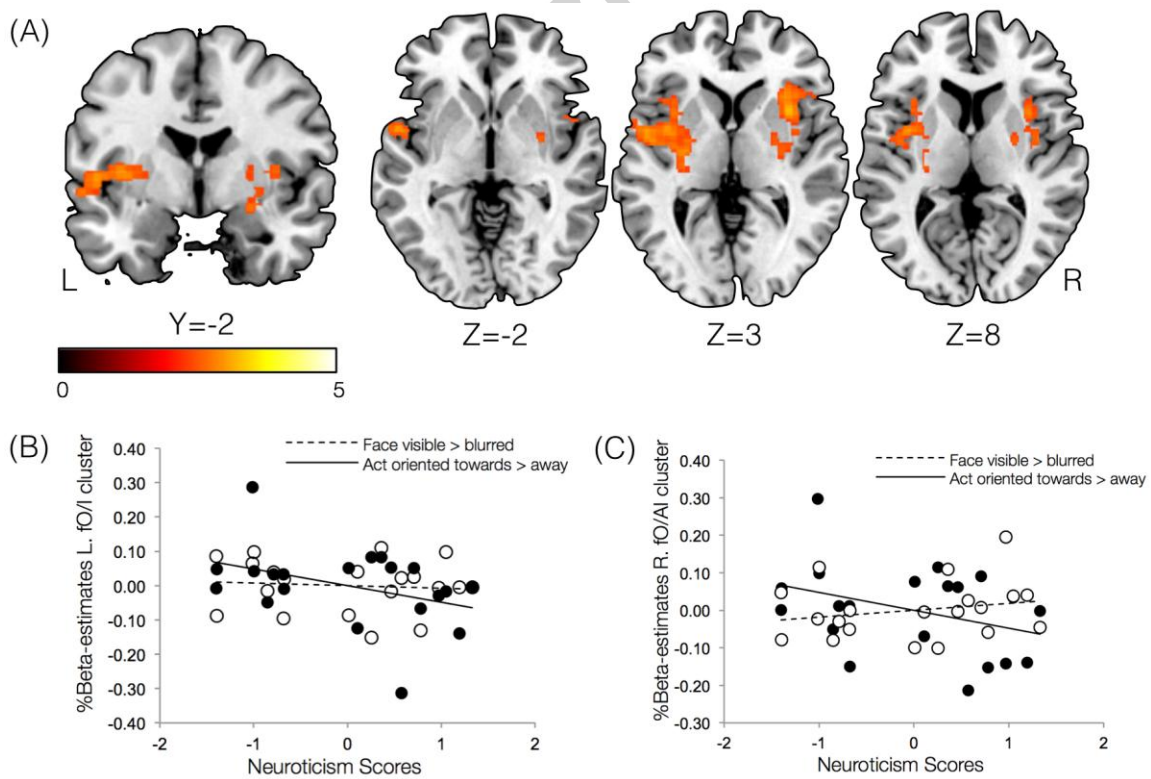 (A)
L
R
Y=-2
Z=-2
Z=3
Z=8
0
5
(B)
%Beta-estimates L. fO/I cluster
Face visible > blurred
Act oriented towards > away
0.40
0.30
0.20
0.10
0.00
-0.10
-0.20
-0.30
-0.40
-2
-1
0
1
2
Neuroticism Scores
(C)
%Beta-estimates R. fO/AI cluster
Face visible > blurred
Act oriented towards > away
0.40
0.30
0.20
0.10
0.00
-0.10
-0.20
-0.30
-2
-1
0
1
2
Neuroticism Scores